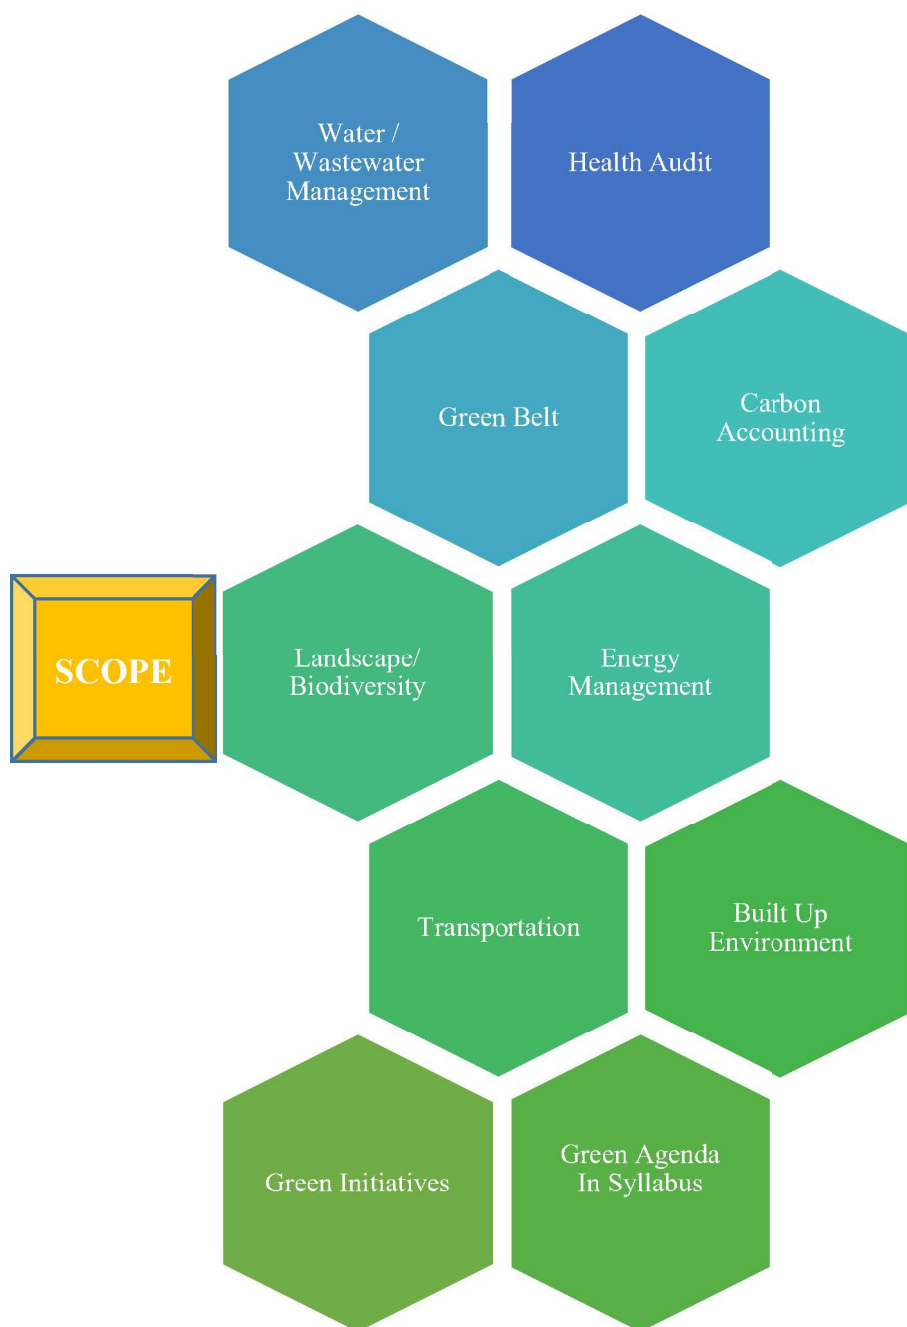 Water /
Wastewater
Management
Health Audit
Green Belt
Carbon
Accounting
SCOPE
Landscape/
Biodiversity
Energy
Management
Transportation
Built Up
Environment
Green Initiatives
Green Agenda
In Syllabus